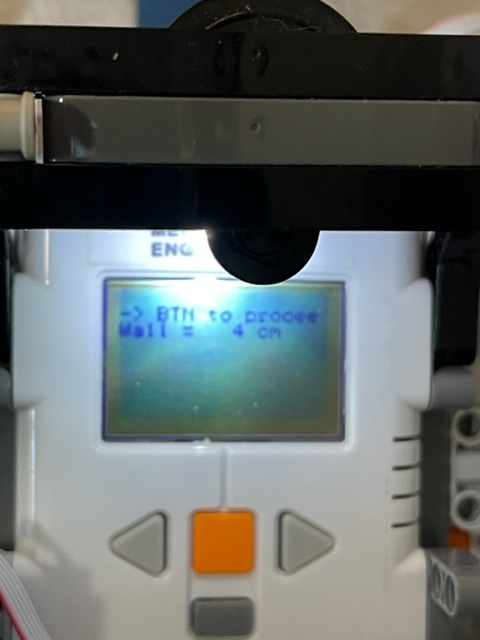 ENG
-> BTN to procee
Wall =   4 cm